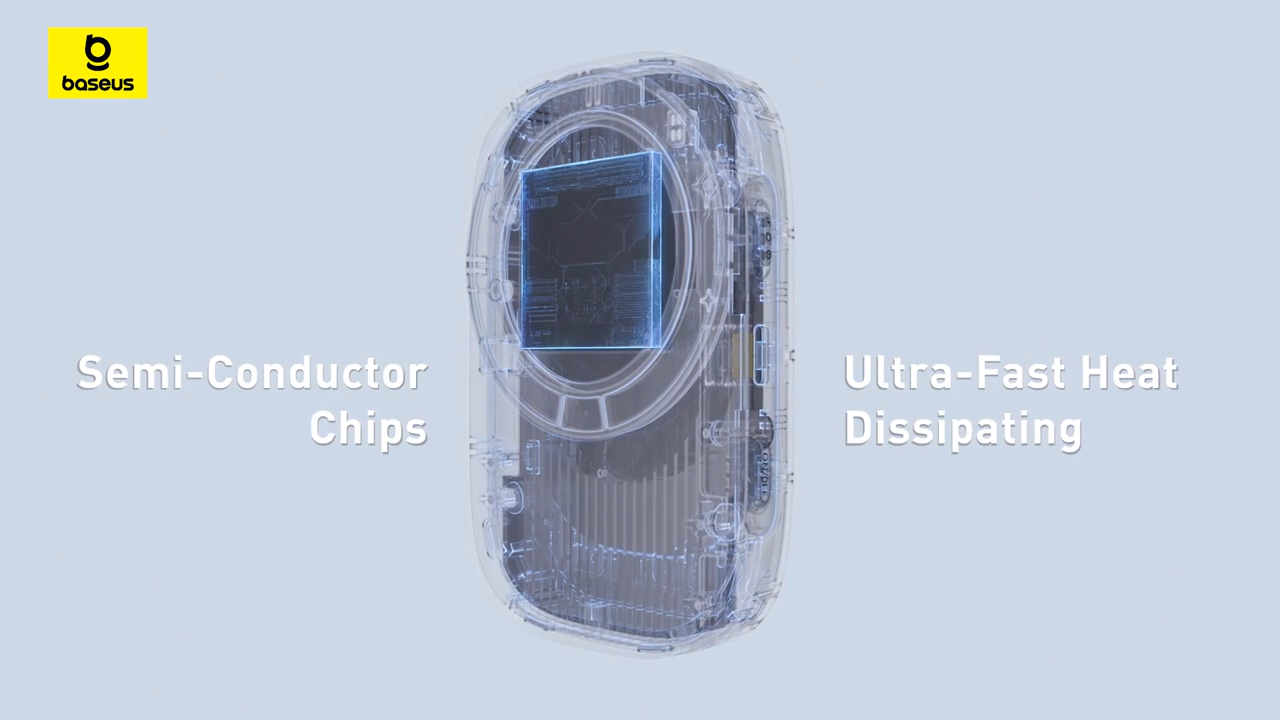 baseus
Semi-Conductor
Chips
Ultra-Fast Heat
Dissipating